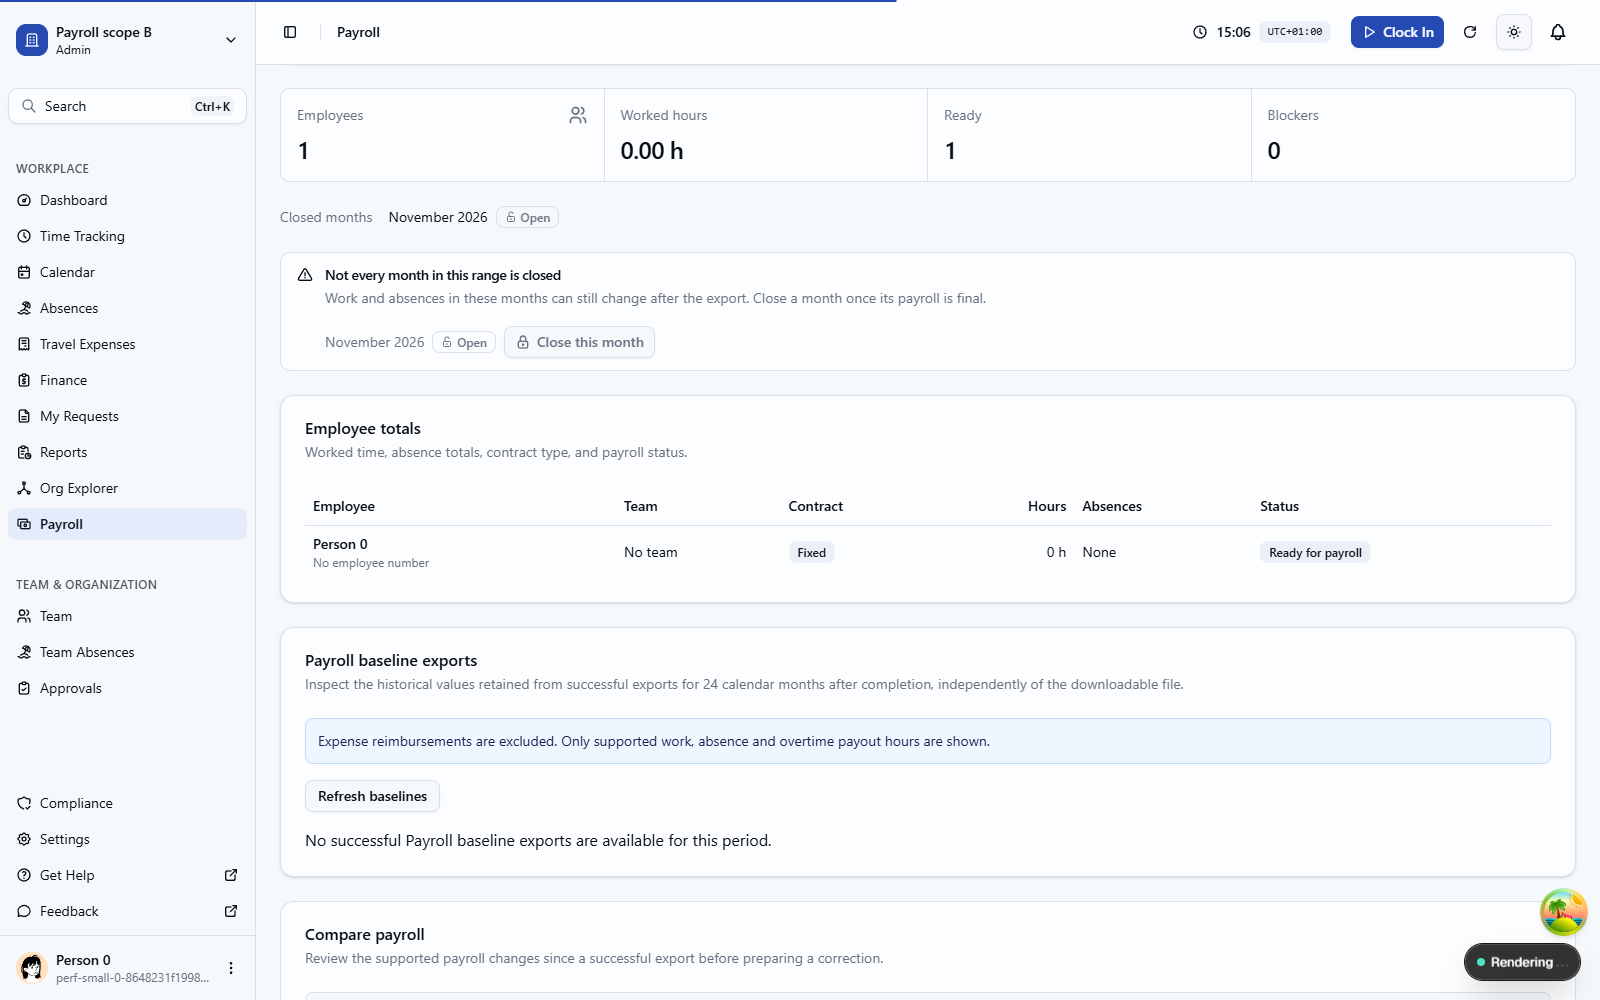 Payroll scope B
Admin
Search Ctrl+K
WORKPLACE
Dashboard
Time Tracking
Calendar
Absences
Travel Expenses
Finance
My Requests
Reports
Org Explorer
Payroll
TEAM & ORGANIZATION
Team
Team Absences
Approvals
Compliance
Settings
Get Help
Feedback
Person 0
perf-small-0-8648231f1998...
Payroll
15:06 UTC+01:00 Clock In
Employees Worked hours Ready Blockers
1 0.00 h 1 0
Closed months November 2026 Open
Not every month in this range is closed
Work and absences in these months can still change after the export. Close a month once its payroll is final.
November 2026 Open Close this month
Employee totals
Worked time, absence totals, contract type, and payroll status.
Employee Team Contract Hours Absences Status
Person 0
No employee number
No team Fixed 0 h None Ready for payroll
Payroll baseline exports
Inspect the historical values retained from successful exports for 24 calendar months after completion, independently of the downloadable file.
Expense reimbursements are excluded. Only supported work, absence and overtime payout hours are shown.
Refresh baselines
No successful Payroll baseline exports are available for this period.
Compare payroll
Review the supported payroll changes since a successful export before preparing a correction.
Rendering...